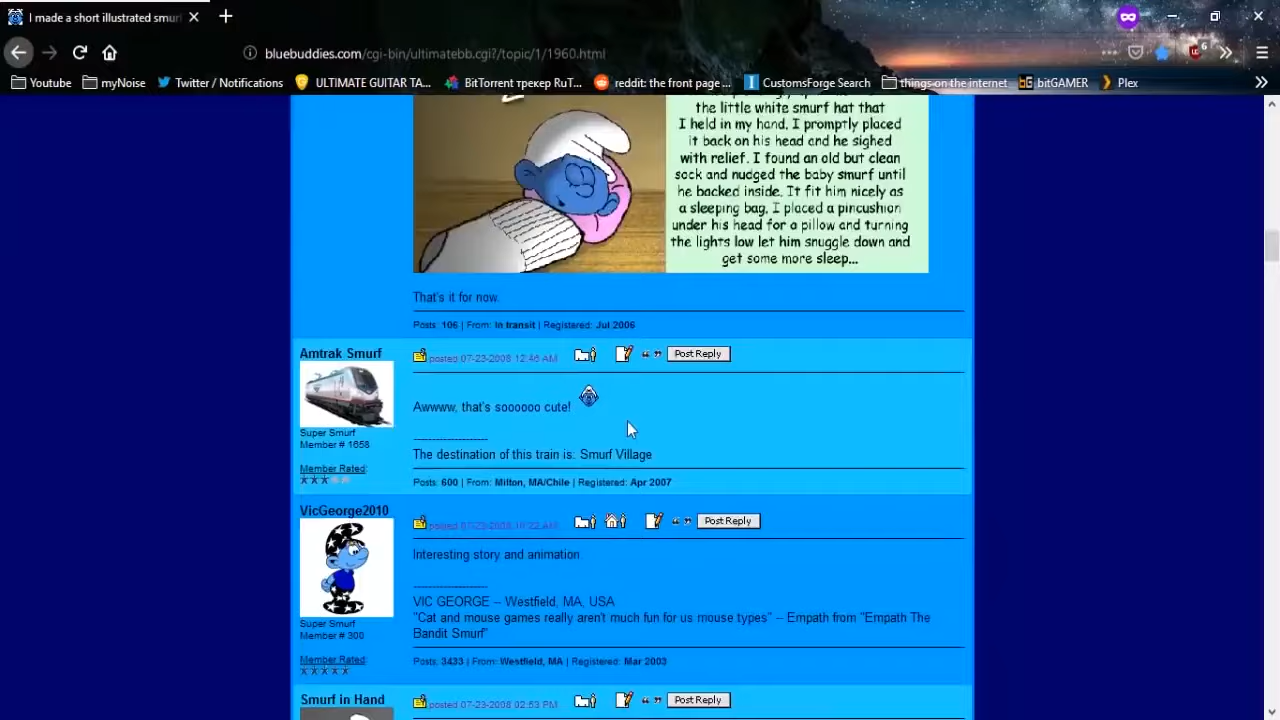 I made a short illustrated smurf
bluebuddies.com/cgi-bin/ultimatebb.cgi?/topic/1/1960.html
6
Youtube
myNoise
Twitter / Notifications
ULTIMATE GUITAR TA...
BitTorrent трекер RuT...
reddit: the front page ...
CustomsForge Search
things on the internet
bitGAMER
Plex
the little white smurf hat that
I held in my hand. I promptly placed
it back on his head and he sighed
with relief. I found an old but clean
sock and nudged the baby smurf until
he backed inside. It fit him nicely as
a sleeping bag. I placed a pincushion
under his head for a pillow and turning
the lights low let him snuggle down and
get some more sleep...
That's it for now.
Posts: 106 | From: In transit | Registered: Jul 2006
Amtrak Smurf
Super Smurf
Member # 1658
Member Rated:
posted 07-23-2008 12:46 AM
Post Reply
Awwww, that's soooooo cute!
--------------------
The destination of this train is: Smurf Village
Posts: 600 | From: Milton, MA/Chile | Registered: Apr 2007
VicGeorge2010
Super Smurf
Member # 300
Member Rated:
posted 07-23-2008 10:22 AM
Post Reply
Interesting story and animation.
--------------------
VIC GEORGE -- Westfield, MA, USA
"Cat and mouse games really aren't much fun for us mouse types" -- Empath from "Empath The
Bandit Smurf"
Posts: 3433 | From: Westfield, MA | Registered: Mar 2003
Smurf in Hand
posted 07-23-2008 02:53 PM
Post Reply